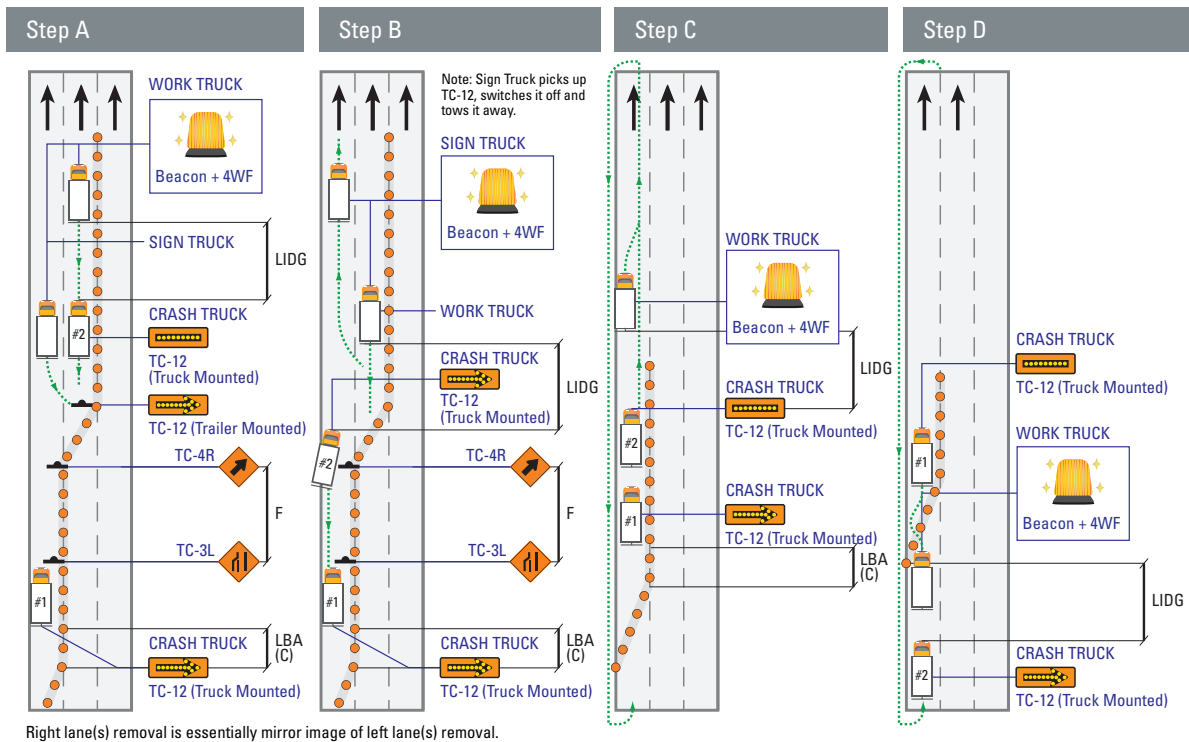 Step A
WORK TRUCK
Beacon + 4WF
SIGN TRUCK
LIDG
#2
CRASH TRUCK
TC-12
(Truck Mounted)
TC-12 (Trailer Mounted)
TC-4R
F
TC-3L
#1
LBA
(C)
CRASH TRUCK
TC-12 (Truck Mounted)
Step B
Note: Sign Truck picks up
TC-12, switches it off and
tows it away.
SIGN TRUCK
Beacon + 4WF
WORK TRUCK
CRASH TRUCK
LIDG
TC-12
(Truck Mounted)
#2
TC-4R
F
TC-3L
#1
LBA
(C)
CRASH TRUCK
TC-12 (Truck Mounted)
Step C
WORK TRUCK
Beacon + 4WF
LIDG
CRASH TRUCK
TC-12 (Truck Mounted)
#2
CRASH TRUCK
#1
TC-12 (Truck Mounted)
LBA
(C)
Step D
CRASH TRUCK
TC-12 (Truck Mounted)
WORK TRUCK
#1
Beacon + 4WF
LIDG
CRASH TRUCK
#2
TC-12 (Truck Mounted)
Right lane(s) removal is essentially mirror image of left lane(s) removal.